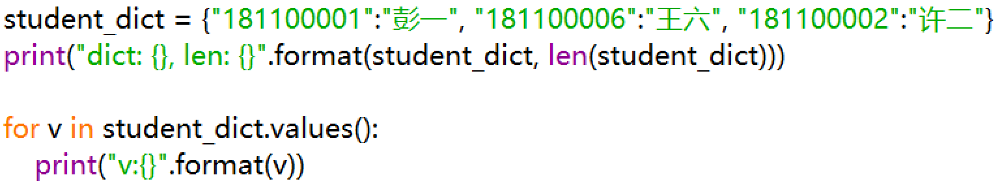 student_dict = {"181100001":"彭一", "181100006":"王六", "181100002":"许二"}
print("dict: {}, len: {}".format(student_dict, len(student_dict)))
for v in student_dict.values():
    print("v:{}".format(v))